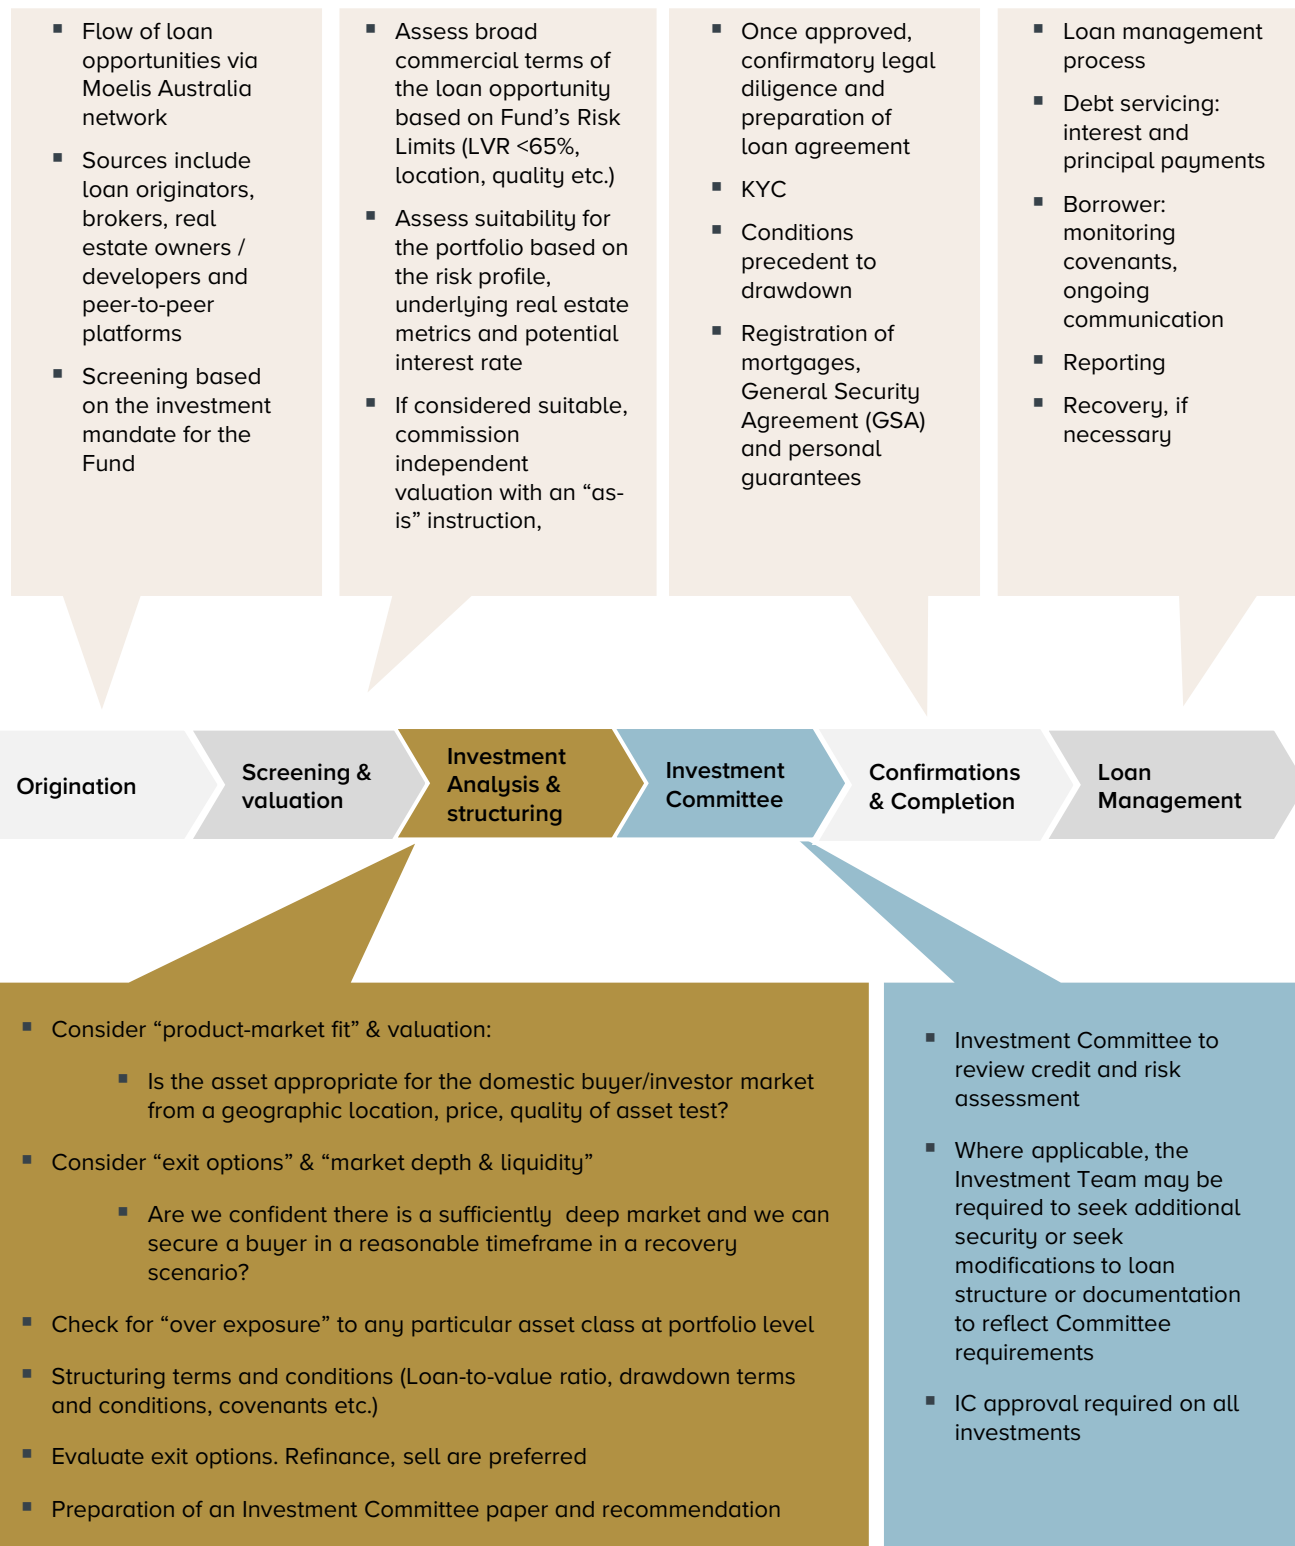 Flow of loan
opportunities via
Moelis Australia
network
Sources include
loan originators,
brokers, real
estate owners /
developers and
peer-to-peer
platforms
Screening based
on the investment
mandate for the
Fund
Assess broad
commercial terms of
the loan opportunity
based on Fund’s Risk
Limits (LVR <65%,
location, quality etc.)
Assess suitability for
the portfolio based on
the risk profile,
underlying real estate
metrics and potential
interest rate
If considered suitable,
commission
independent
valuation with an “as-
is” instruction,
Once approved,
confirmatory legal
diligence and
preparation of
loan agreement
KYC
Conditions
precedent to
drawdown
Registration of
mortgages,
General Security
Agreement (GSA)
and personal
guarantees
Loan management
process
Debt servicing:
interest and
principal payments
Borrower:
monitoring
covenants,
ongoing
communication
Reporting
Recovery, if
necessary
Origination
Screening &
valuation
Investment
Analysis &
structuring
Investment
Committee
Confirmations
& Completion
Loan
Management
Consider “product-market fit” & valuation:
Is the asset appropriate for the domestic buyer/investor market
from a geographic location, price, quality of asset test?
Consider “exit options” & “market depth & liquidity”
Are we confident there is a sufficiently deep market and we can
secure a buyer in a reasonable timeframe in a recovery
scenario?
Check for “over exposure” to any particular asset class at portfolio level
Structuring terms and conditions (Loan-to-value ratio, drawdown terms
and conditions, covenants etc.)
Evaluate exit options. Refinance, sell are preferred
Preparation of an Investment Committee paper and recommendation
Investment Committee to
review credit and risk
assessment
Where applicable, the
Investment Team may be
required to seek additional
security or seek
modifications to loan
structure or documentation
to reflect Committee
requirements
IC approval required on all
investments